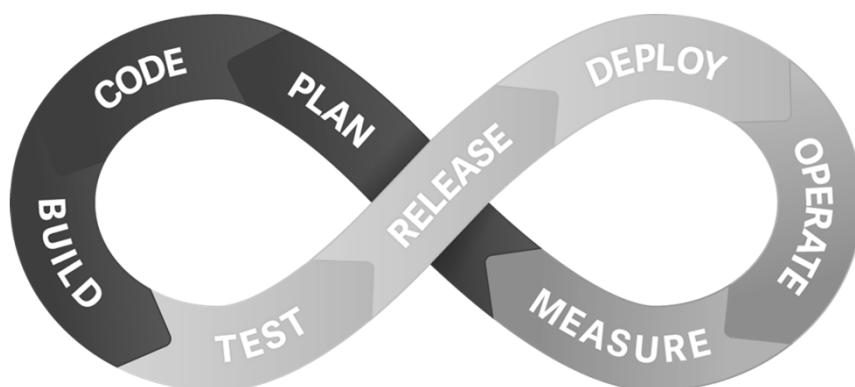 PLAN
CODE
BUILD
TEST
RELEASE
DEPLOY
OPERATE
MEASURE